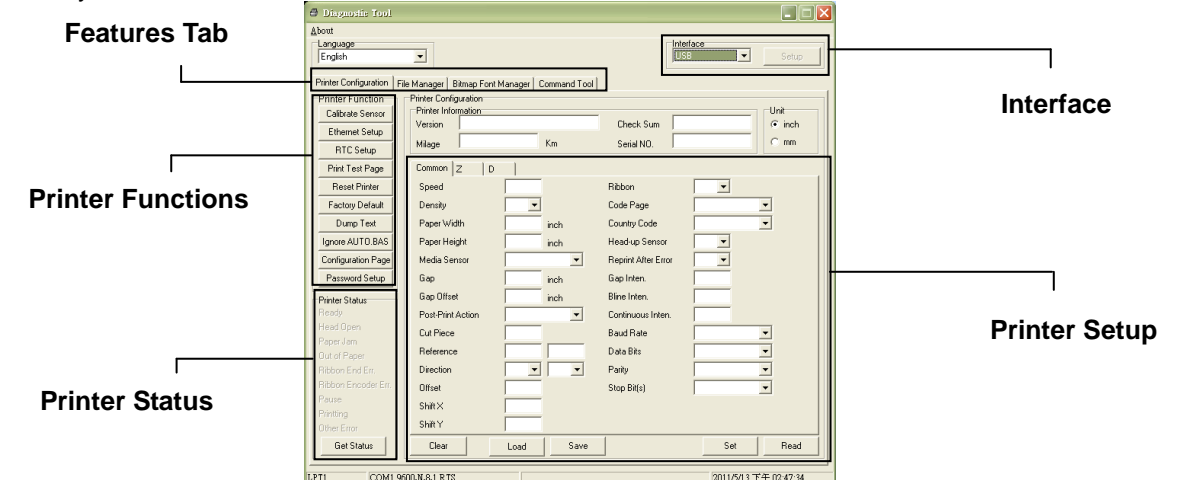 Diagnostic Tool
About
Features Tab
Language
English
Interface
USB
Setup
Interface
Printer Configuration
File Manager
Bitmap Font Manager
Command Tool
Printer Functions
Printer Function
Calibrate Sensor
Ethernet Setup
RTC Setup
Print Test Page
Reset Printer
Factory Default
Dump Text
Ignore AUTO.BAS
Configuration Page
Password Setup
Printer Configuration
Printer Information
Version
Check Sum
Milage
Km
Serial NO.
Unit
inch
mm
Printer Setup
Common
Z
D
Speed
Ribbon
Density
Code Page
Paper Width
inch
Country Code
Paper Height
inch
Head-up Sensor
Media Sensor
Reprint After Error
Gap
inch
Gap Inten.
Gap Offset
inch
Bline Inten.
Post-Print Action
Continuous Inten.
Cut Piece
Baud Rate
Reference
Data Bits
Direction
Parity
Offset
Stop Bit(s)
Shift X
Shift Y
Clear
Load
Save
Set
Read
Printer Status
Printer Status
Ready
Head Open
Paper Jam
Out of Paper
Ribbon End Err.
Ribbon Encoder Err.
Pause
Printting
Other Error
Get Status
LPT1
COM1 9600,N,8,1 RTS
2011/5/13 下午 02:47:34